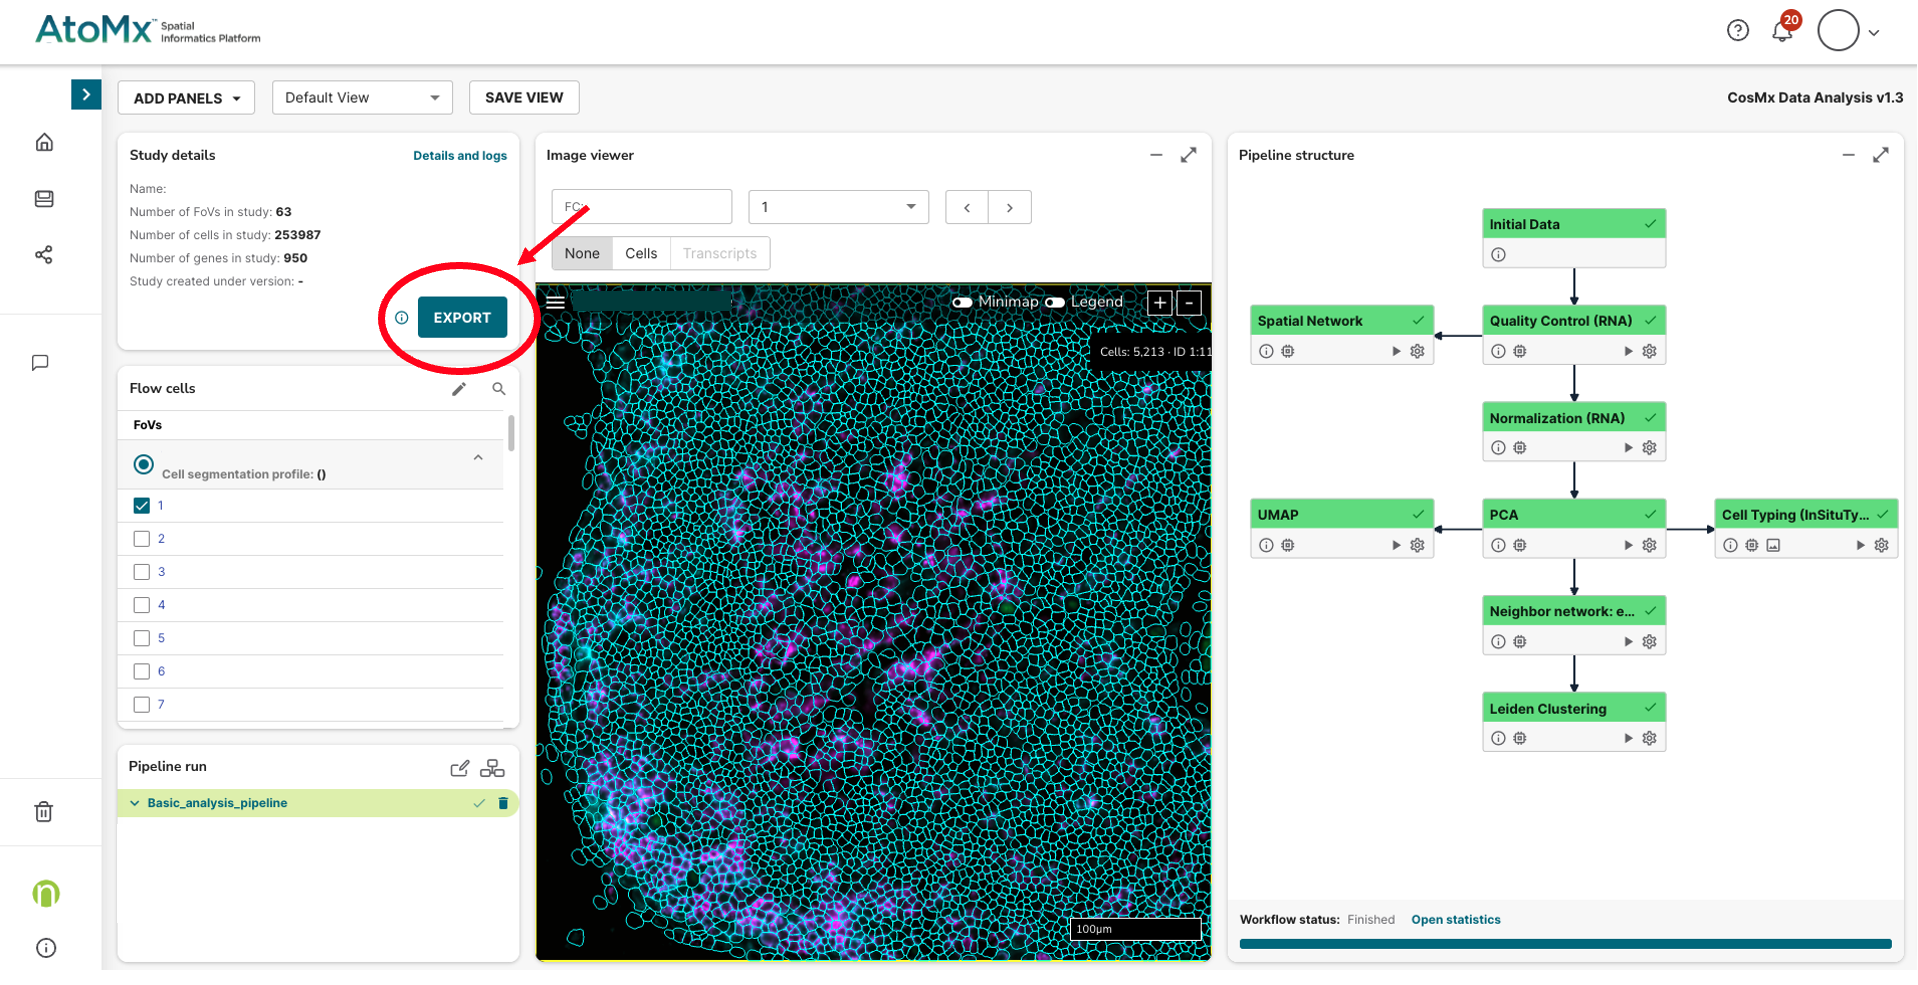 AtoMx™ Spatial
Informatics Platform
20
ADD PANELS
Default View
SAVE VIEW
CosMx Data Analysis v1.3
Study details
Details and logs
Name:
Number of FoVs in study: 63
Number of cells in study: 253987
Number of genes in study: 950
Study created under version: -
EXPORT
Flow cells
FoVs
Cell segmentation profile: ()
1
2
3
4
5
6
7
Pipeline run
Basic_analysis_pipeline
Image viewer
FC:
1
None
Cells
Transcripts
Minimap
Legend
+
-
Cells: 5,213 · ID 1:11
100μm
Pipeline structure
Initial Data
Spatial Network
Quality Control (RNA)
Normalization (RNA)
UMAP
PCA
Cell Typing (InSituTy...
Neighbor network: e...
Leiden Clustering
Workflow status: Finished
Open statistics